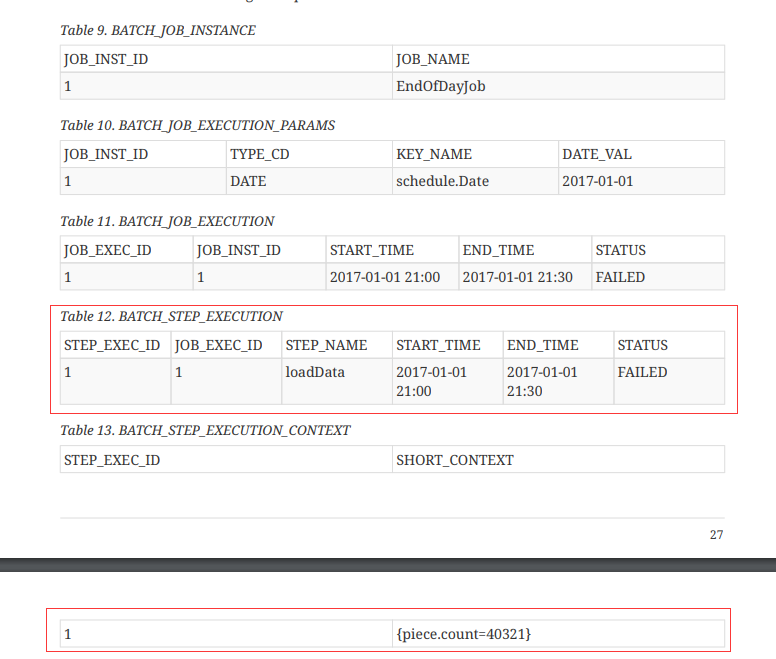 Table 9. BATCH_JOB_INSTANCE
JOB_INST_ID JOB_NAME
1 EndOfDayJob
Table 10. BATCH_JOB_EXECUTION_PARAMS
JOB_INST_ID TYPE_CD KEY_NAME DATE_VAL
1 DATE schedule.Date 2017-01-01
Table 11. BATCH_JOB_EXECUTION
JOB_EXEC_ID JOB_INST_ID START_TIME END_TIME STATUS
1 1 2017-01-01 21:00 2017-01-01 21:30 FAILED
Table 12. BATCH_STEP_EXECUTION
STEP_EXEC_ID JOB_EXEC_ID STEP_NAME START_TIME END_TIME STATUS
1 1 loadData 2017-01-01 2017-01-01 FAILED
21:00 21:30
Table 13. BATCH_STEP_EXECUTION_CONTEXT
STEP_EXEC_ID SHORT_CONTEXT
27
1 {piece.count=40321}